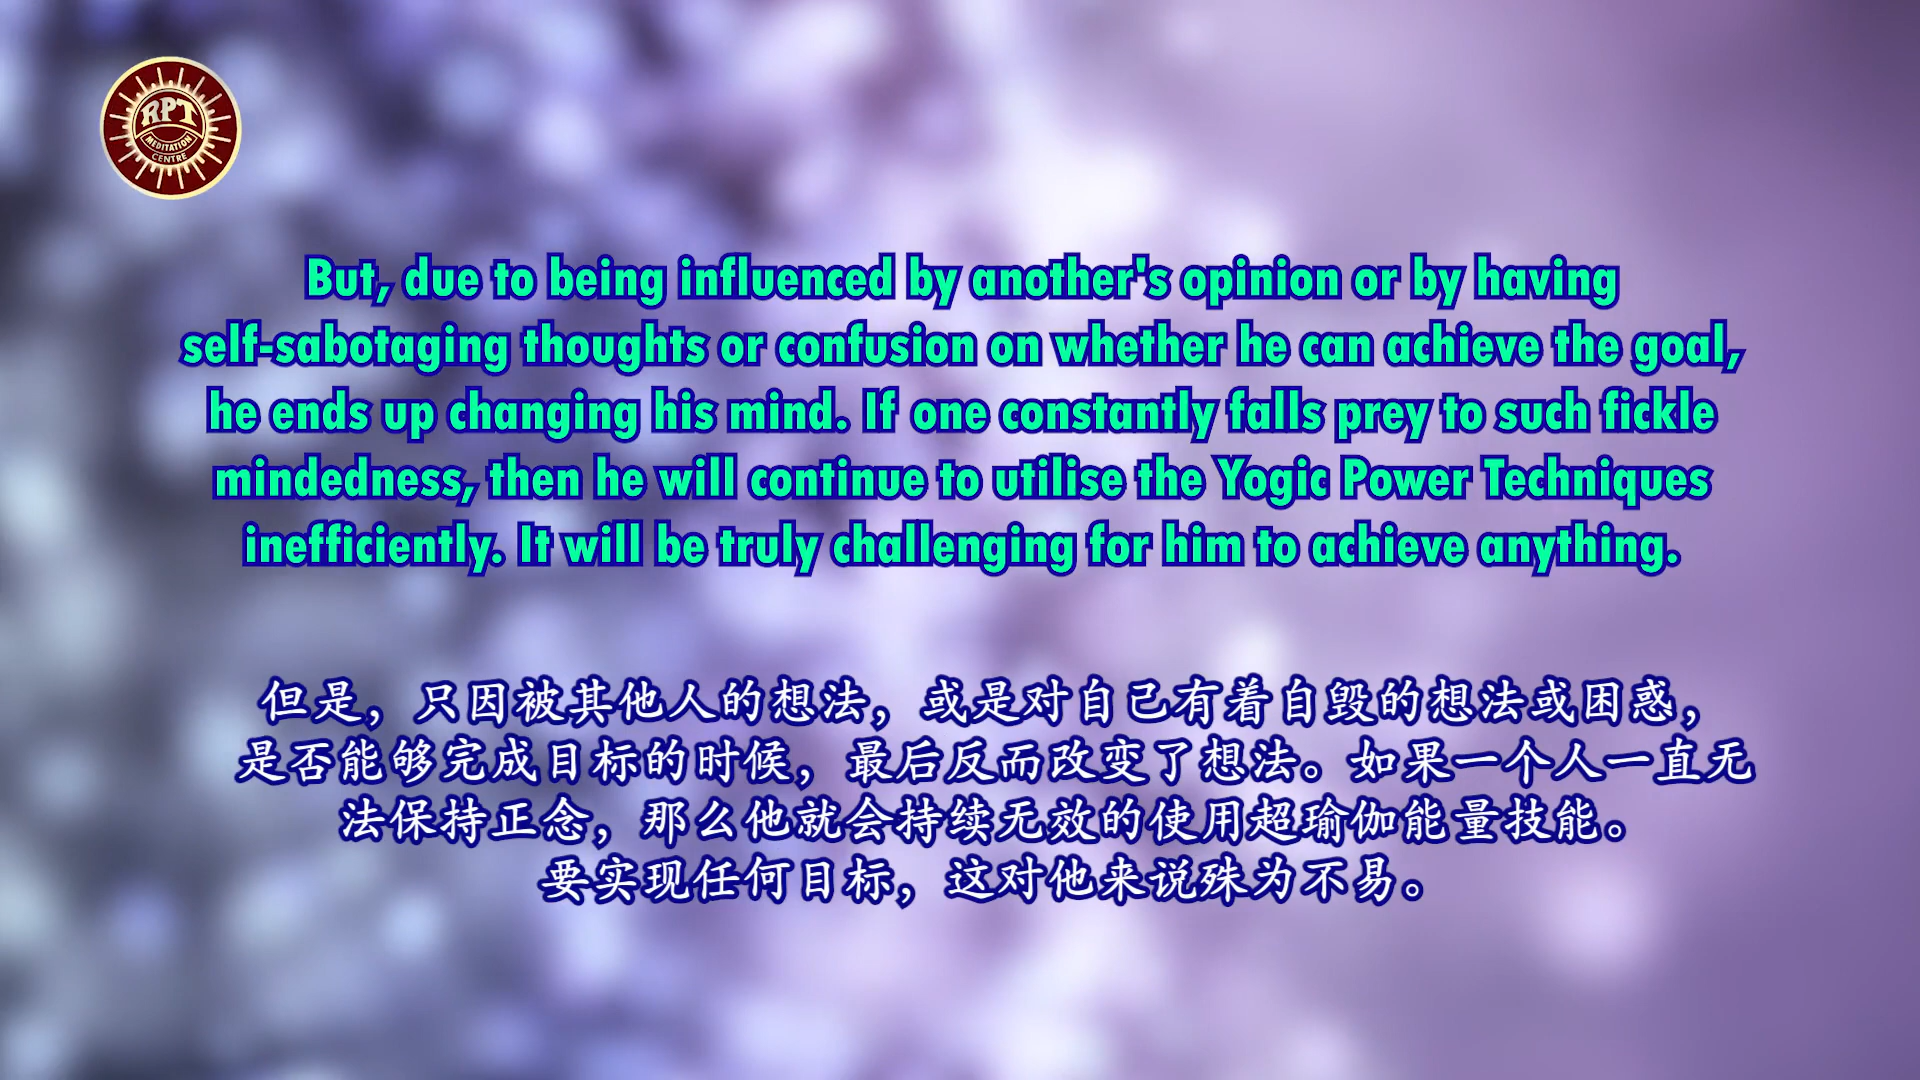 RPT
MEDITATION
CENTRE
But, due to being influenced by another's opinion or by having
self-sabotaging thoughts or confusion on whether he can achieve the goal,
he ends up changing his mind. If one constantly falls prey to such fickle
mindedness, then he will continue to utilise the Yogic Power Techniques
inefficiently. It will be truly challenging for him to achieve anything.
但是，只因被其他人的想法，或是对自己有着自毁的想法或困惑，
是否能够完成目标的时候，最后反而改变了想法。如果一个人一直无
法保持正念，那么他就会持续无效的使用超瑜伽能量技能。
要实现任何目标，这对他来说殊为不易。